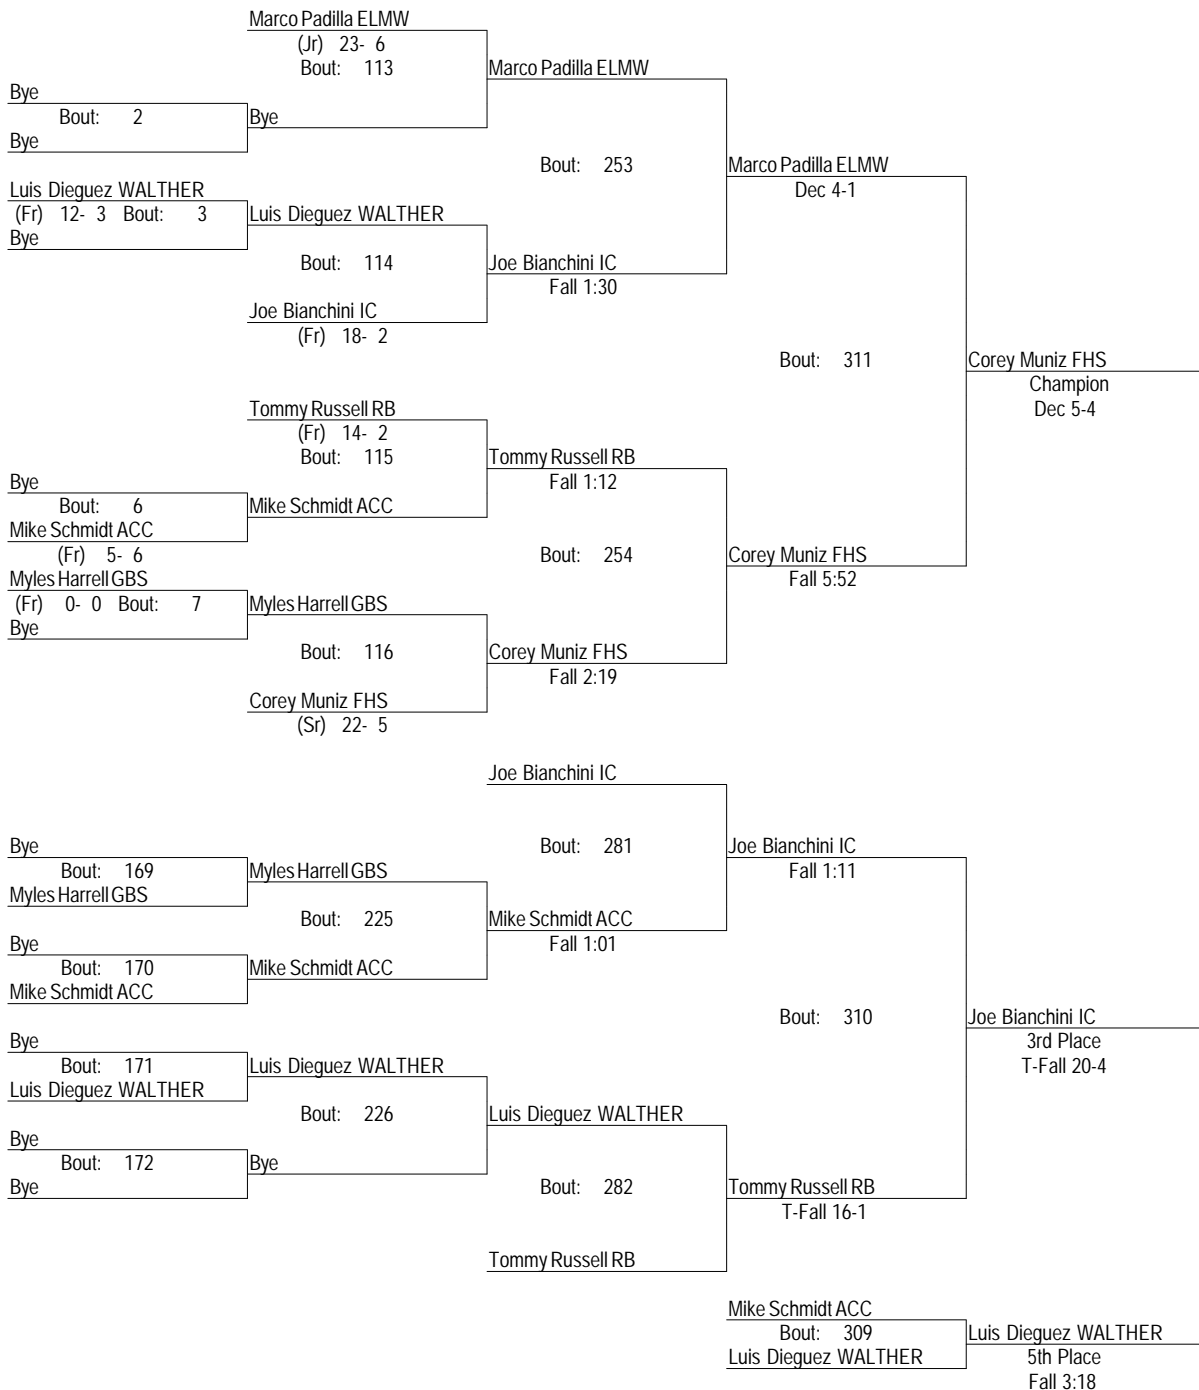 Marco Padilla ELMW
(Jr) 23- 6
Bout: 113
Marco Padilla ELMW
Bye
Bout: 2
Bye
Bye
Bout: 253
Marco Padilla ELMW
Dec 4-1
Luis Dieguez WALTHER
(Fr) 12- 3 Bout: 3
Luis Dieguez WALTHER
Bye
Bout: 114
Joe Bianchini IC
Fall 1:30
Joe Bianchini IC
(Fr) 18- 2
Bout: 311
Corey Muniz FHS
Champion
Dec 5-4
Tommy Russell RB
(Fr) 14- 2
Bout: 115
Tommy Russell RB
Fall 1:12
Bye
Bout: 6
Mike Schmidt ACC
Mike Schmidt ACC
(Fr) 5- 6
Bout: 254
Corey Muniz FHS
Fall 5:52
Myles Harrell GBS
(Fr) 0- 0 Bout: 7
Myles Harrell GBS
Bye
Bout: 116
Corey Muniz FHS
Fall 2:19
Corey Muniz FHS
(Sr) 22- 5
Joe Bianchini IC
Bout: 281
Joe Bianchini IC
Fall 1:11
Bye
Bout: 169
Myles Harrell GBS
Myles Harrell GBS
Bout: 225
Mike Schmidt ACC
Fall 1:01
Bye
Bout: 170
Mike Schmidt ACC
Mike Schmidt ACC
Bout: 310
Joe Bianchini IC
3rd Place
T-Fall 20-4
Bye
Bout: 171
Luis Dieguez WALTHER
Luis Dieguez WALTHER
Bout: 226
Luis Dieguez WALTHER
Bye
Bout: 172
Bye
Bye
Bout: 282
Tommy Russell RB
T-Fall 16-1
Tommy Russell RB
Mike Schmidt ACC
Bout: 309
Luis Dieguez WALTHER
Luis Dieguez WALTHER
5th Place
Fall 3:18